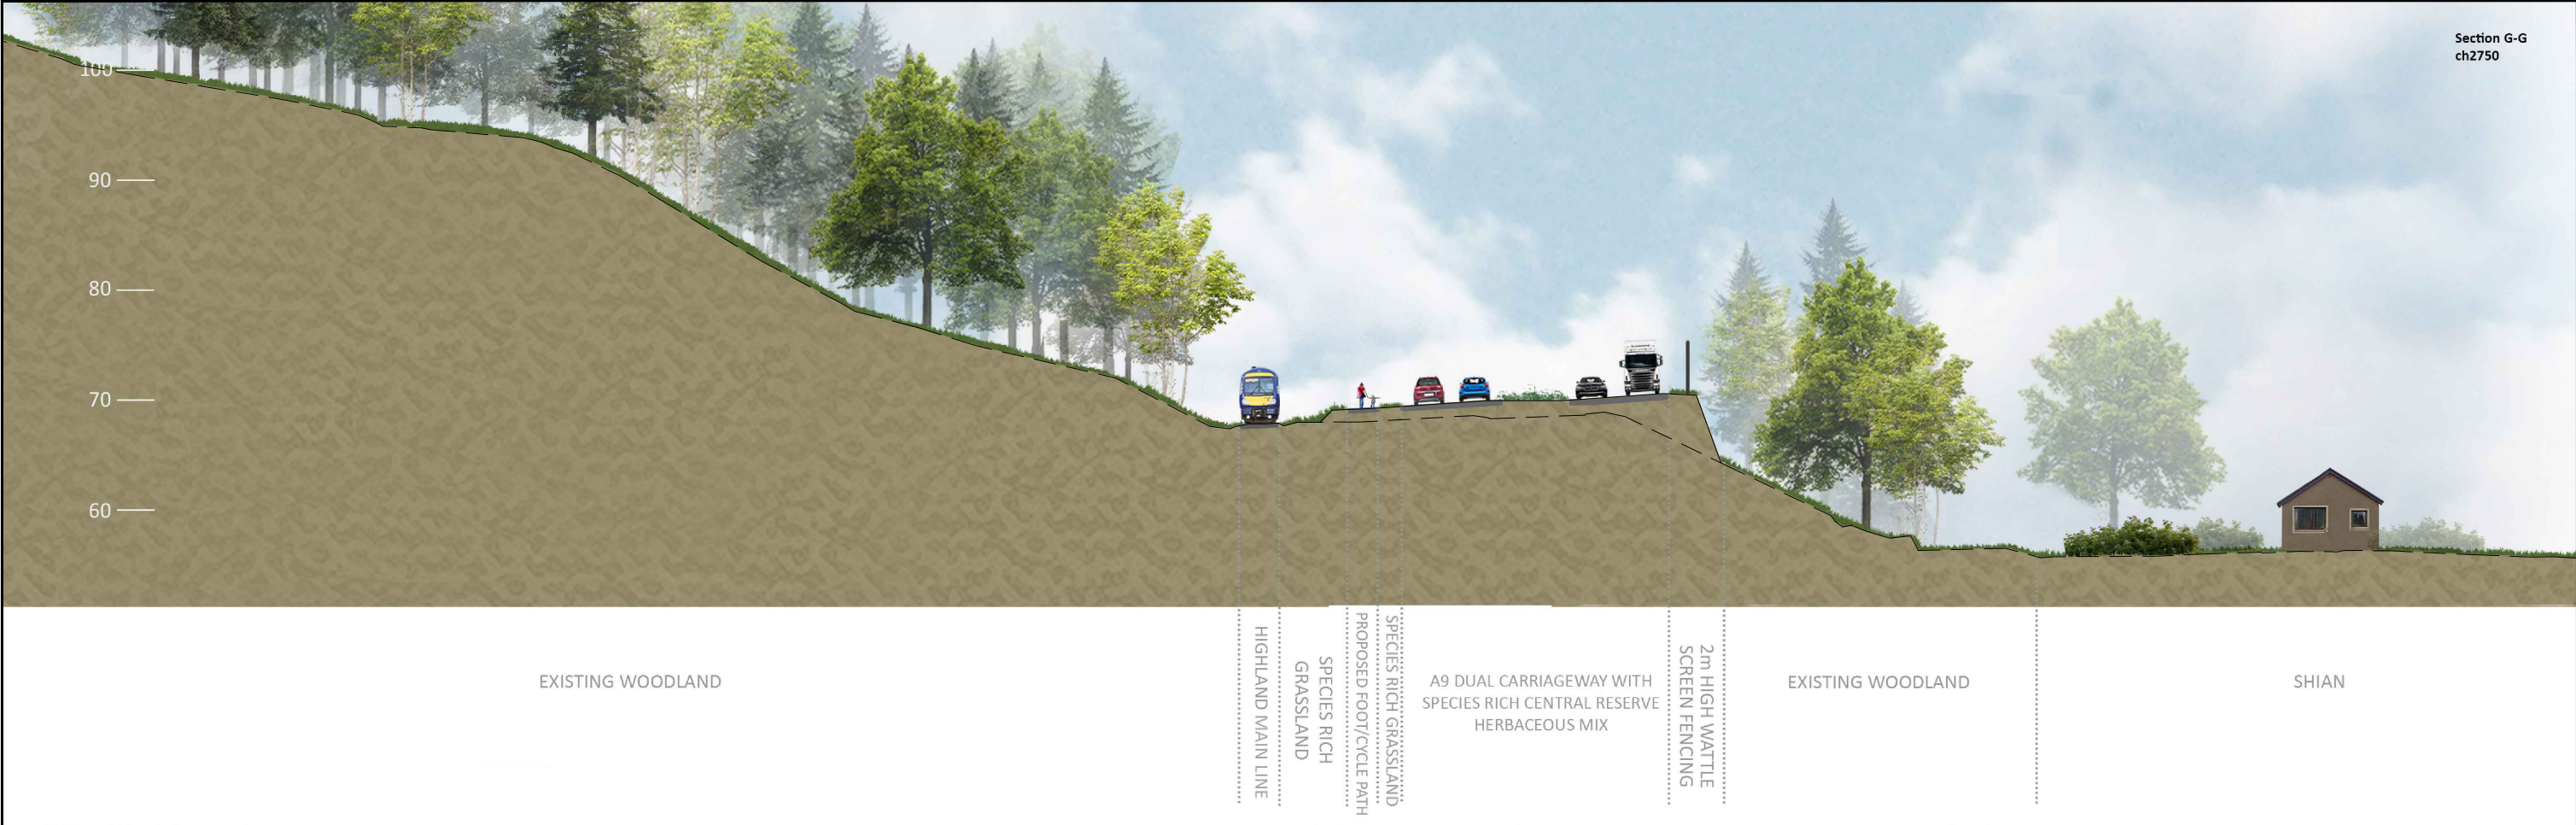 Section G-G
ch2750
100
90
80
70
60
EXISTING WOODLAND
HIGHLAND MAIN LINE
SPECIES RICH
GRASSLAND
PROPOSED FOOT/CYCLE PATH
SPECIES RICH GRASSLAND
A9 DUAL CARRIAGEWAY WITH
SPECIES RICH CENTRAL RESERVE
HERBACEOUS MIX
2m HIGH WATTLE
SCREEN FENCING
EXISTING WOODLAND
SHIAN